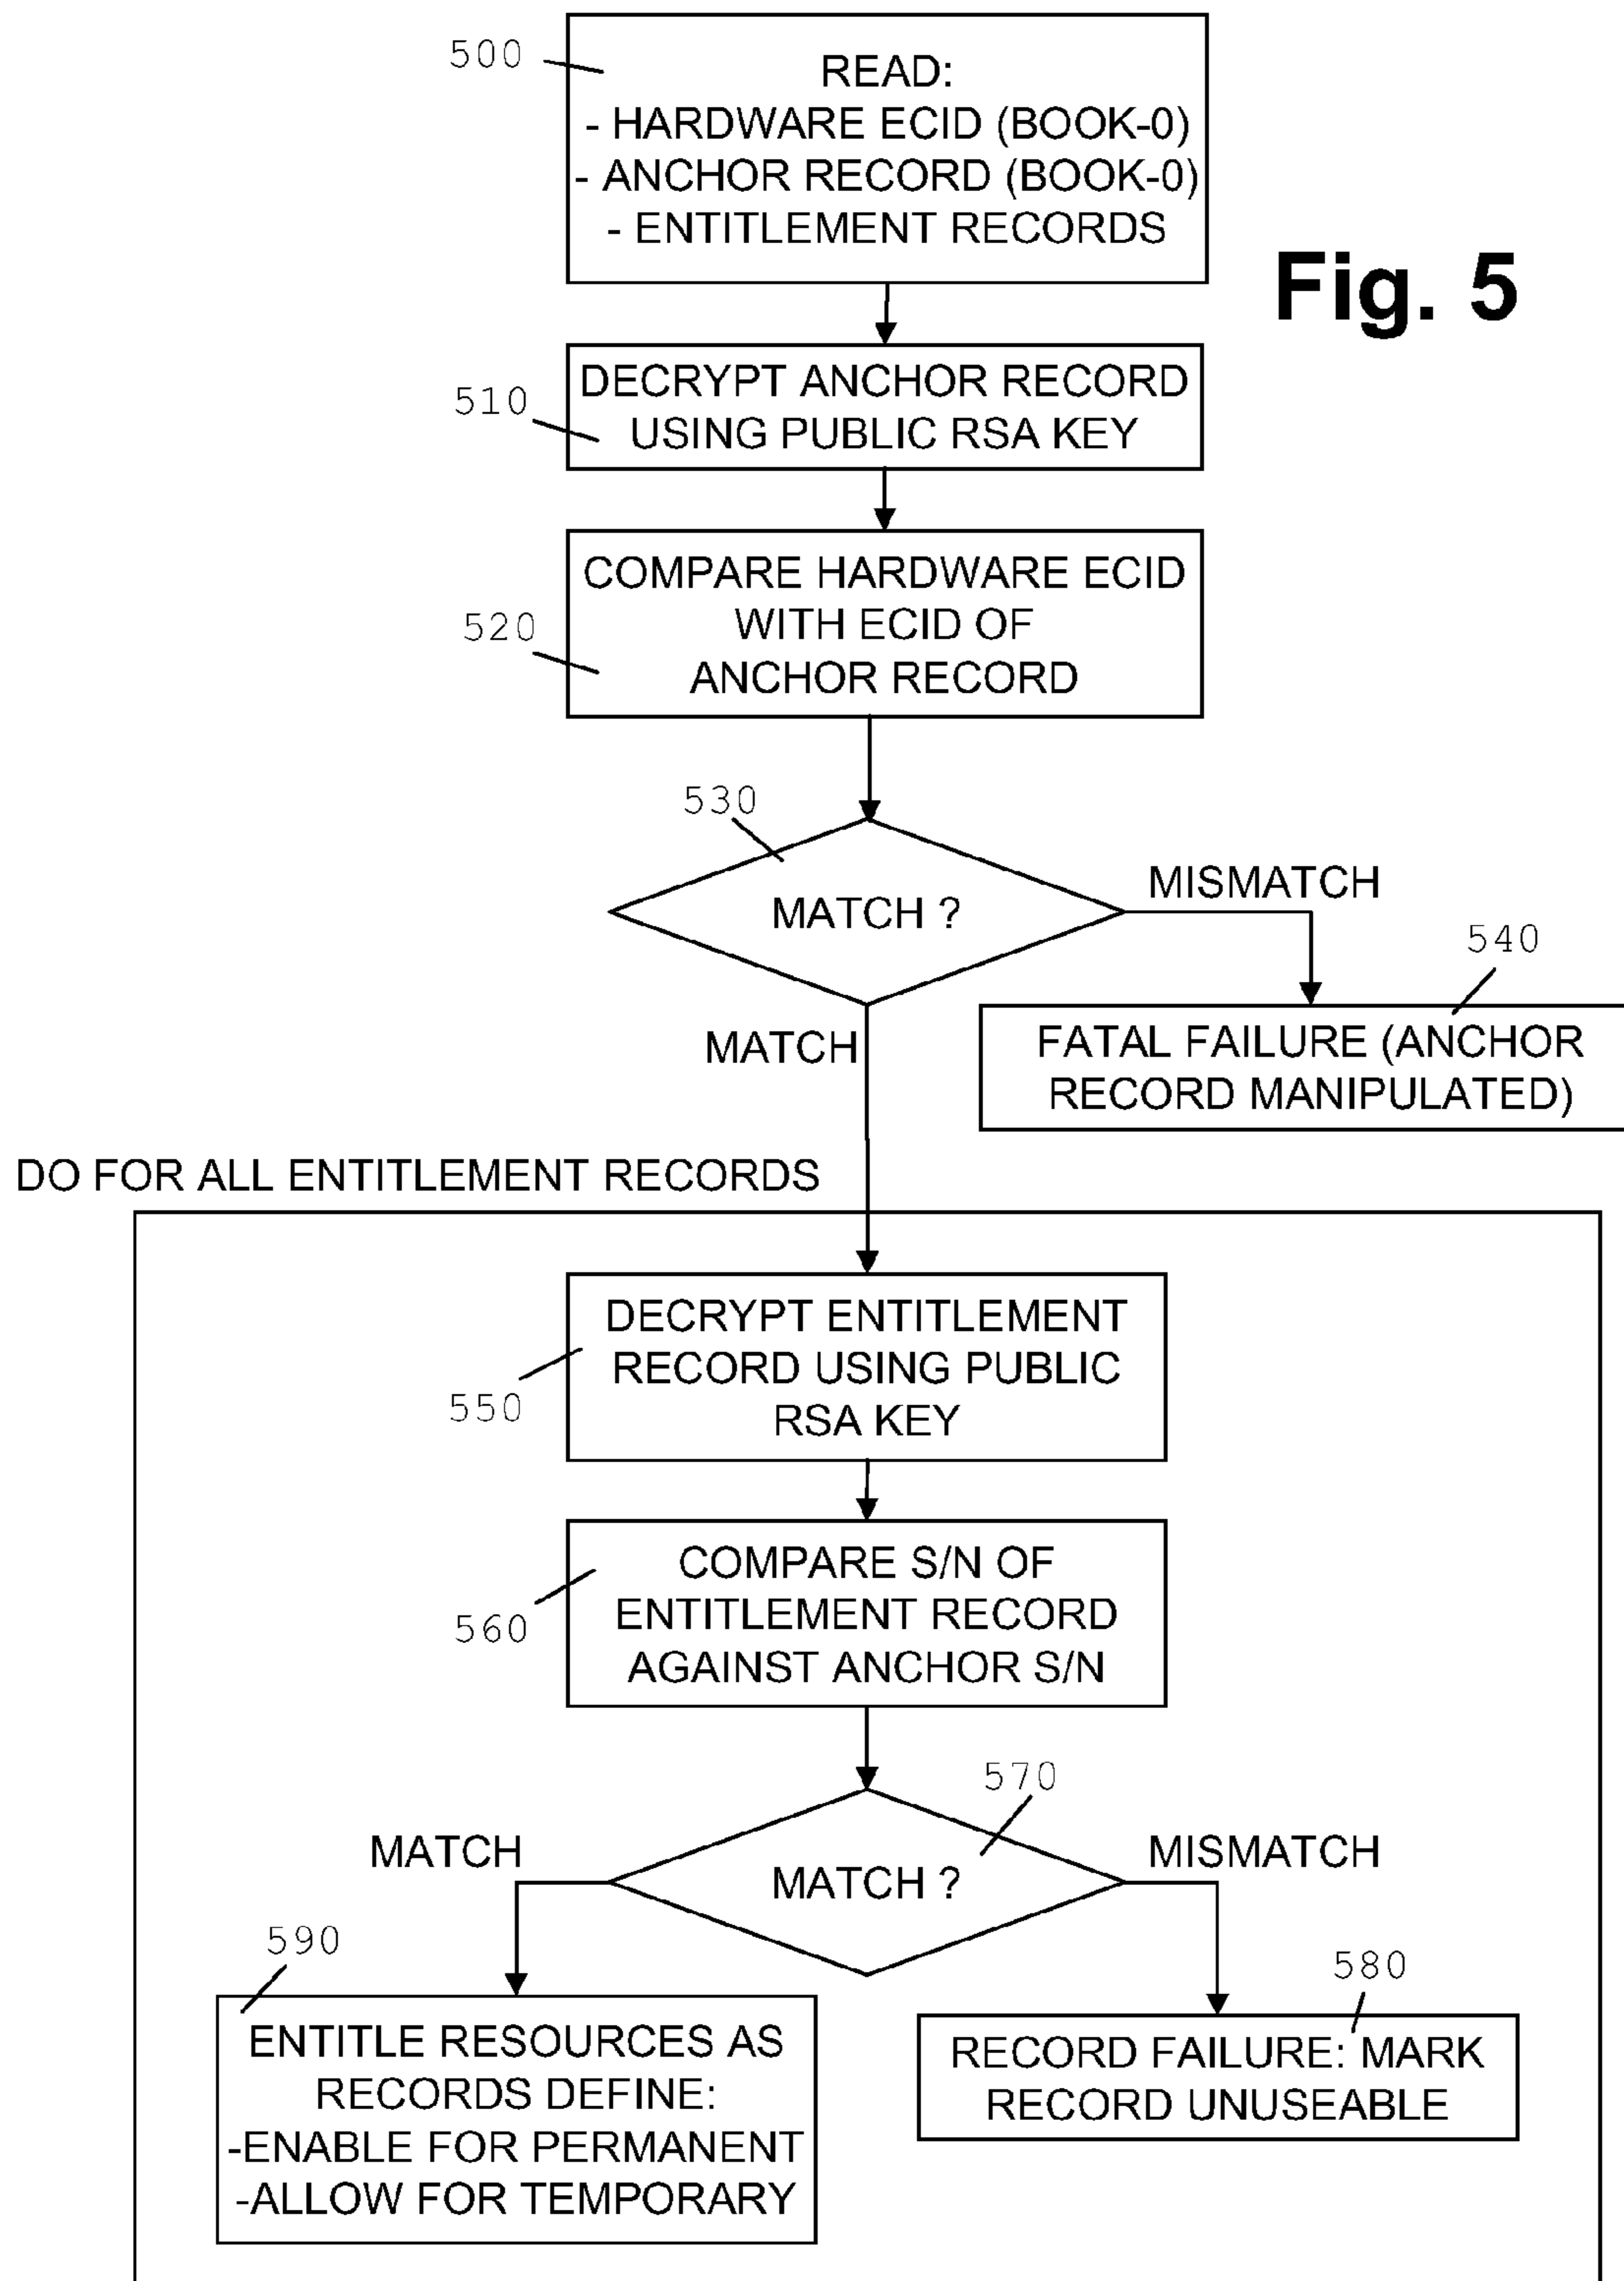 500
READ:
- HARDWARE ECID (BOOK-0)
- ANCHOR RECORD (BOOK-0)
- ENTITLEMENT RECORDS
Fig. 5
510
DECRYPT ANCHOR RECORD
USING PUBLIC RSA KEY
520
COMPARE HARDWARE ECID
WITH ECID OF
ANCHOR RECORD
530
MATCH ?
MISMATCH
540
FATAL FAILURE (ANCHOR
RECORD MANIPULATED)
MATCH
DO FOR ALL ENTITLEMENT RECORDS
550
DECRYPT ENTITLEMENT
RECORD USING PUBLIC
RSA KEY
560
COMPARE S/N OF
ENTITLEMENT RECORD
AGAINST ANCHOR S/N
570
MATCH
MATCH ?
MISMATCH
590
ENTITLE RESOURCES AS
RECORDS DEFINE:
-ENABLE FOR PERMANENT
-ALLOW FOR TEMPORARY
580
RECORD FAILURE: MARK
RECORD UNUSEABLE